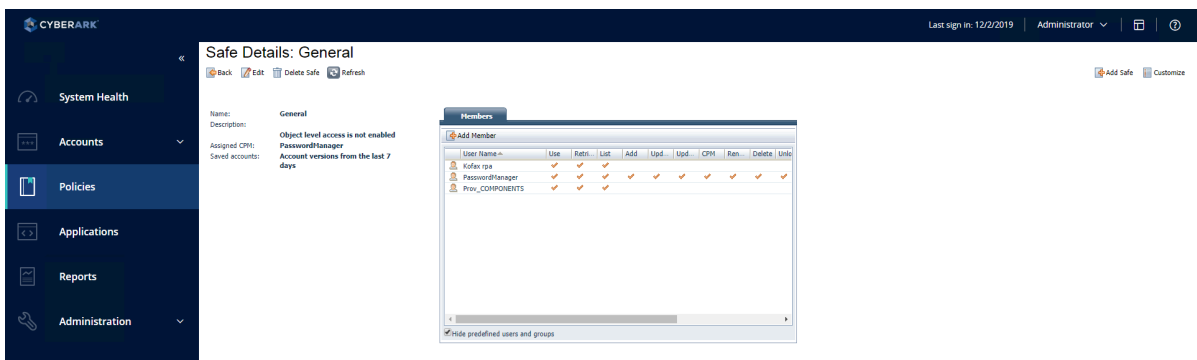 CYBERARK
Last sign in: 12/2/2019 Administrator
Safe Details: General
Back Edit Delete Safe Refresh
Add Safe Customize
System Health
Accounts
Policies
Applications
Reports
Administration
Name: General
Description:
Object level access is not enabled
Assigned CPM: PasswordManager
Saved accounts: Account versions from the last 7
days
Members
Add Member
User Name Use Retri... List Add Upd... Upd... CPM Ren... Delete Unlo
Kofax rpa
PasswordManager
Prov_COMPONENTS
Hide predefined users and groups